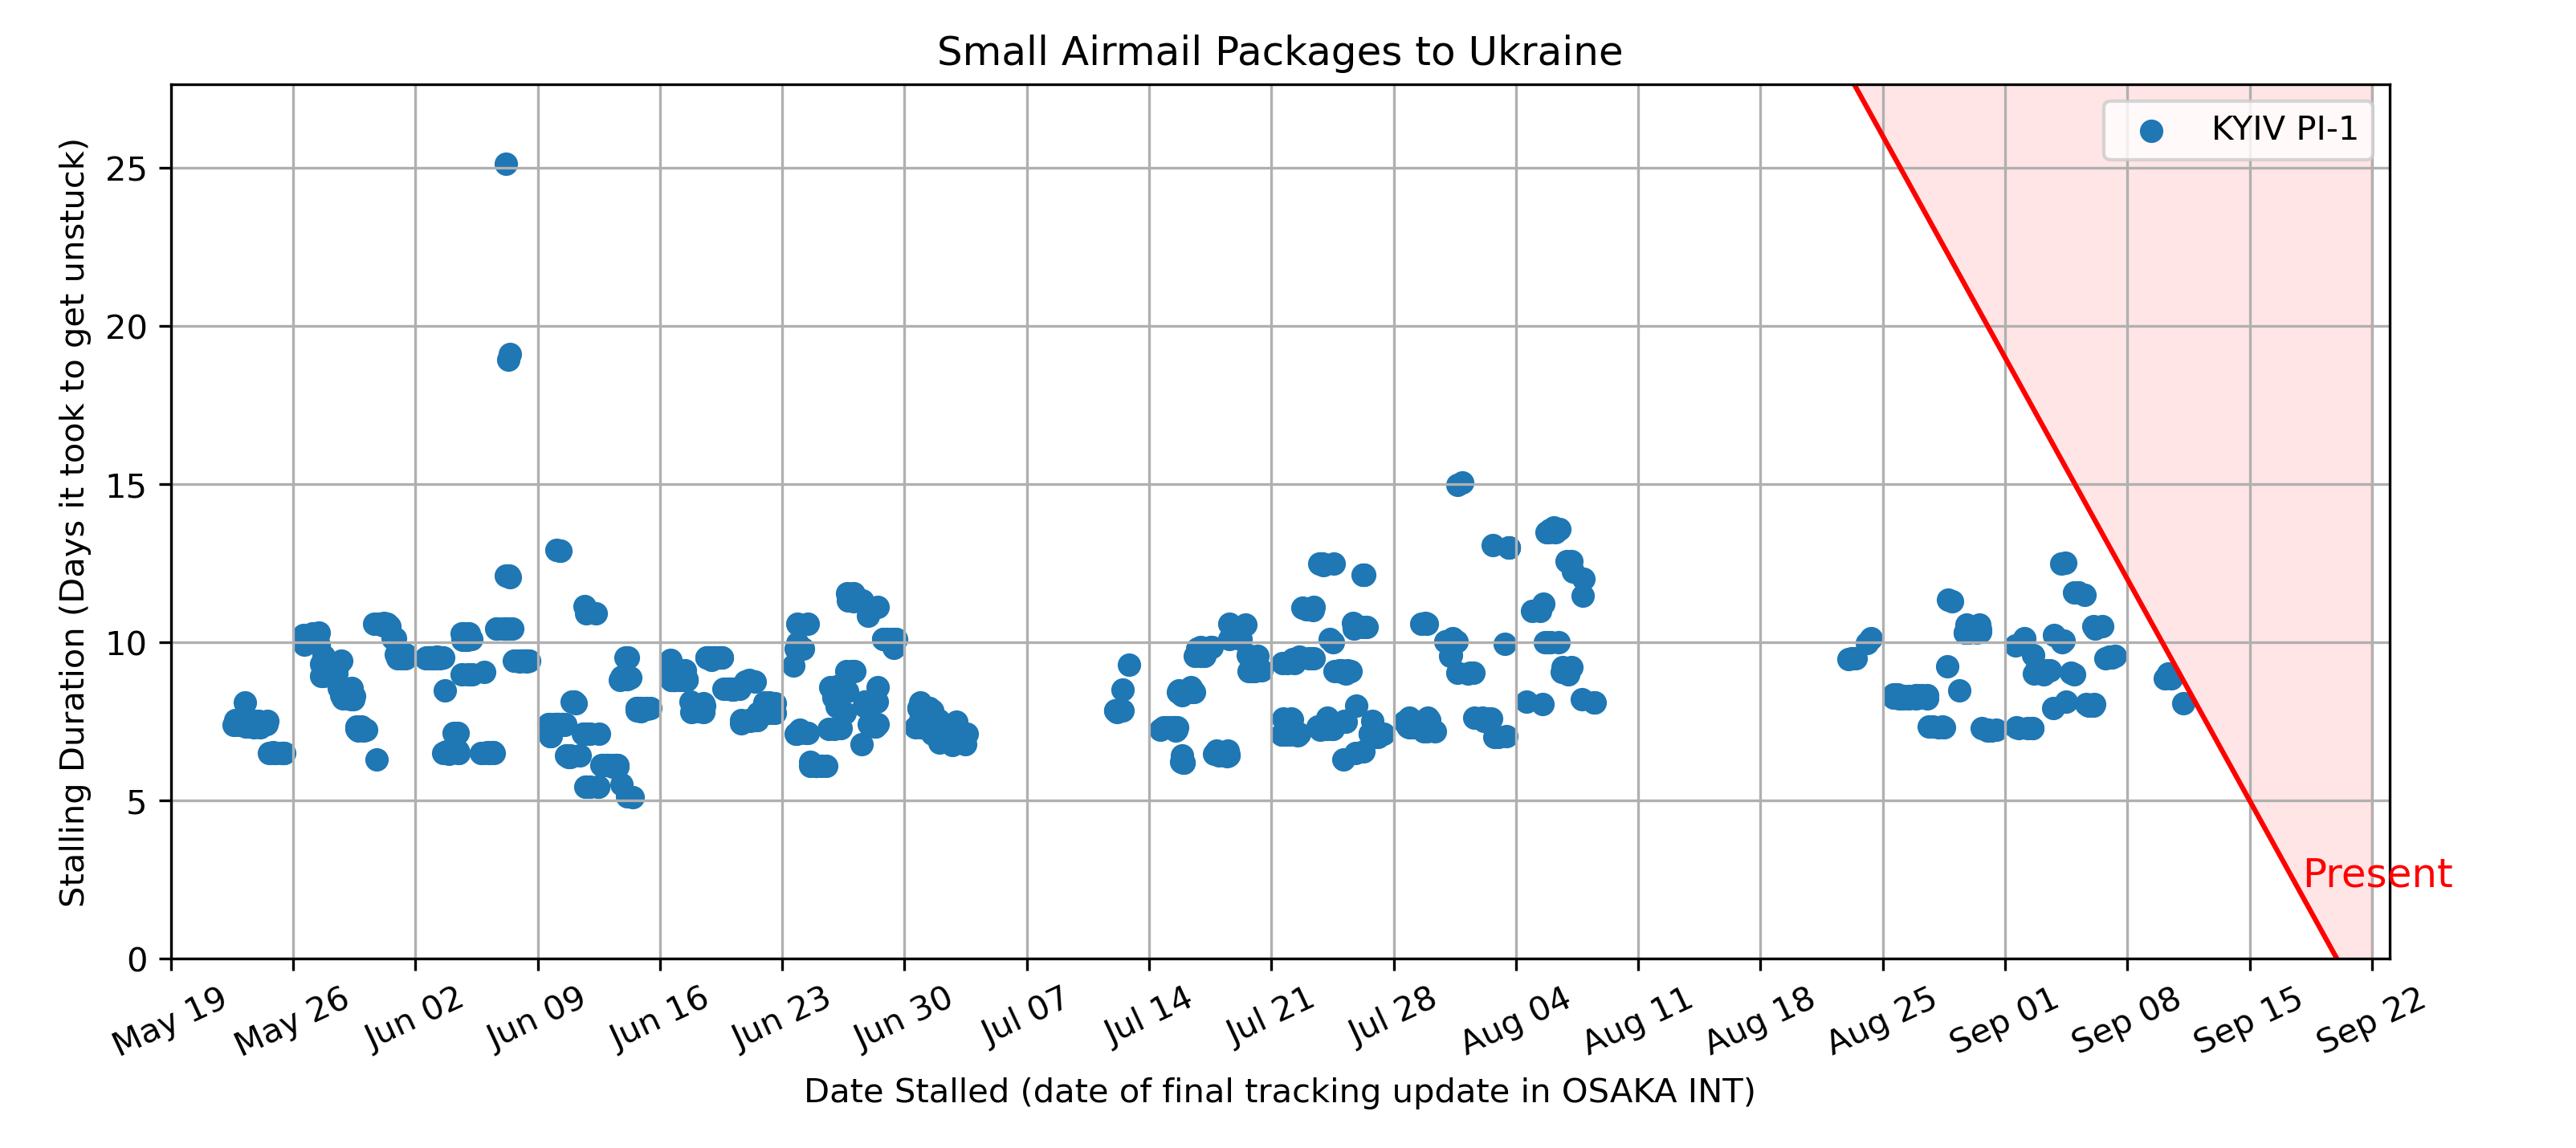 Small Airmail Packages to Ukraine
KYIV PI-1
Stalling Duration (Days it took to get unstuck)
25
20
15
10
5
0
Present
May 19
May 26
Jun 02
Jun 09
Jun 16
Jun 23
Jun 30
Jul 07
Jul 14
Jul 21
Jul 28
Aug 04
Aug 11
Aug 18
Aug 25
Sep 01
Sep 08
Sep 15
Sep 22
Date Stalled (date of final tracking update in OSAKA INT)